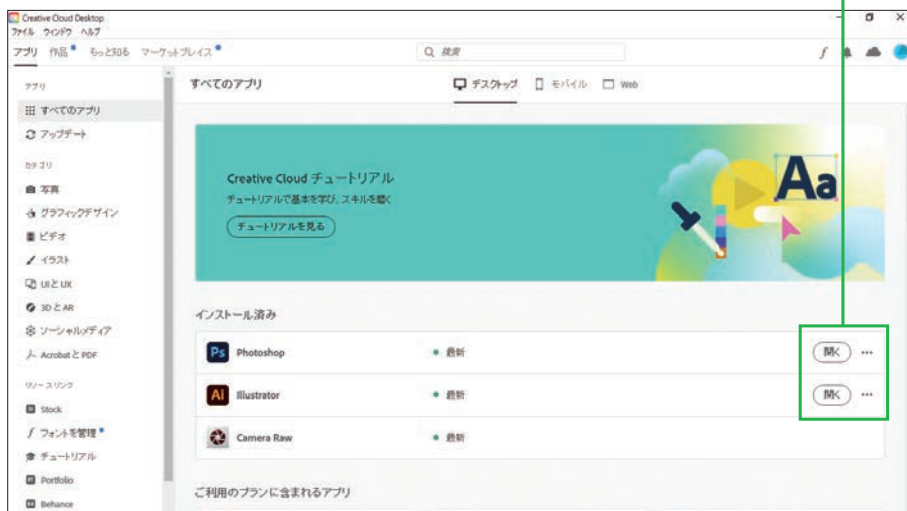 Creative Cloud Desktop
ファイル ウィンドウ ヘルプ
アプリ 作品 もっと知る マーケットプレイス
検索
アプリ
すべてのアプリ
アップデート
カテゴリ
写真
グラフィックデザイン
ビデオ
イラスト
UIとUX
3DとAR
ソーシャルメディア
AcrobatとPDF
リソースリンク
Stock
フォントを管理
チュートリアル
Portfolio
Behance
すべてのアプリ
デスクトップ モバイル Web
Creative Cloud チュートリアル
チュートリアルで基本を学び、スキルを磨く
チュートリアルを見る
Aa
インストール済み
Ps Photoshop 最新 開く
Ai Illustrator 最新 開く
Camera Raw 最新
ご利用のプランに含まれるアプリ